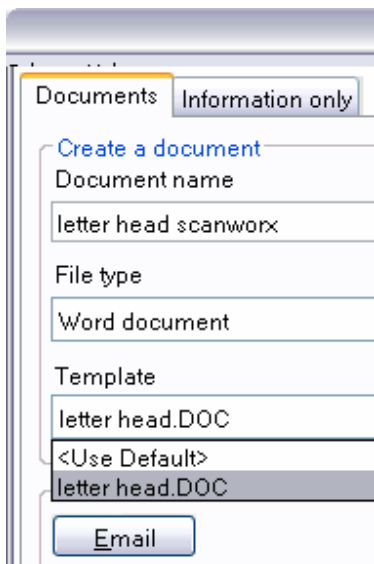 Documents
Information only
Create a document
Document name
letter head scanworx
File type
Word document
Template
letter head.DOC
<Use Default>
letter head.DOC
Email